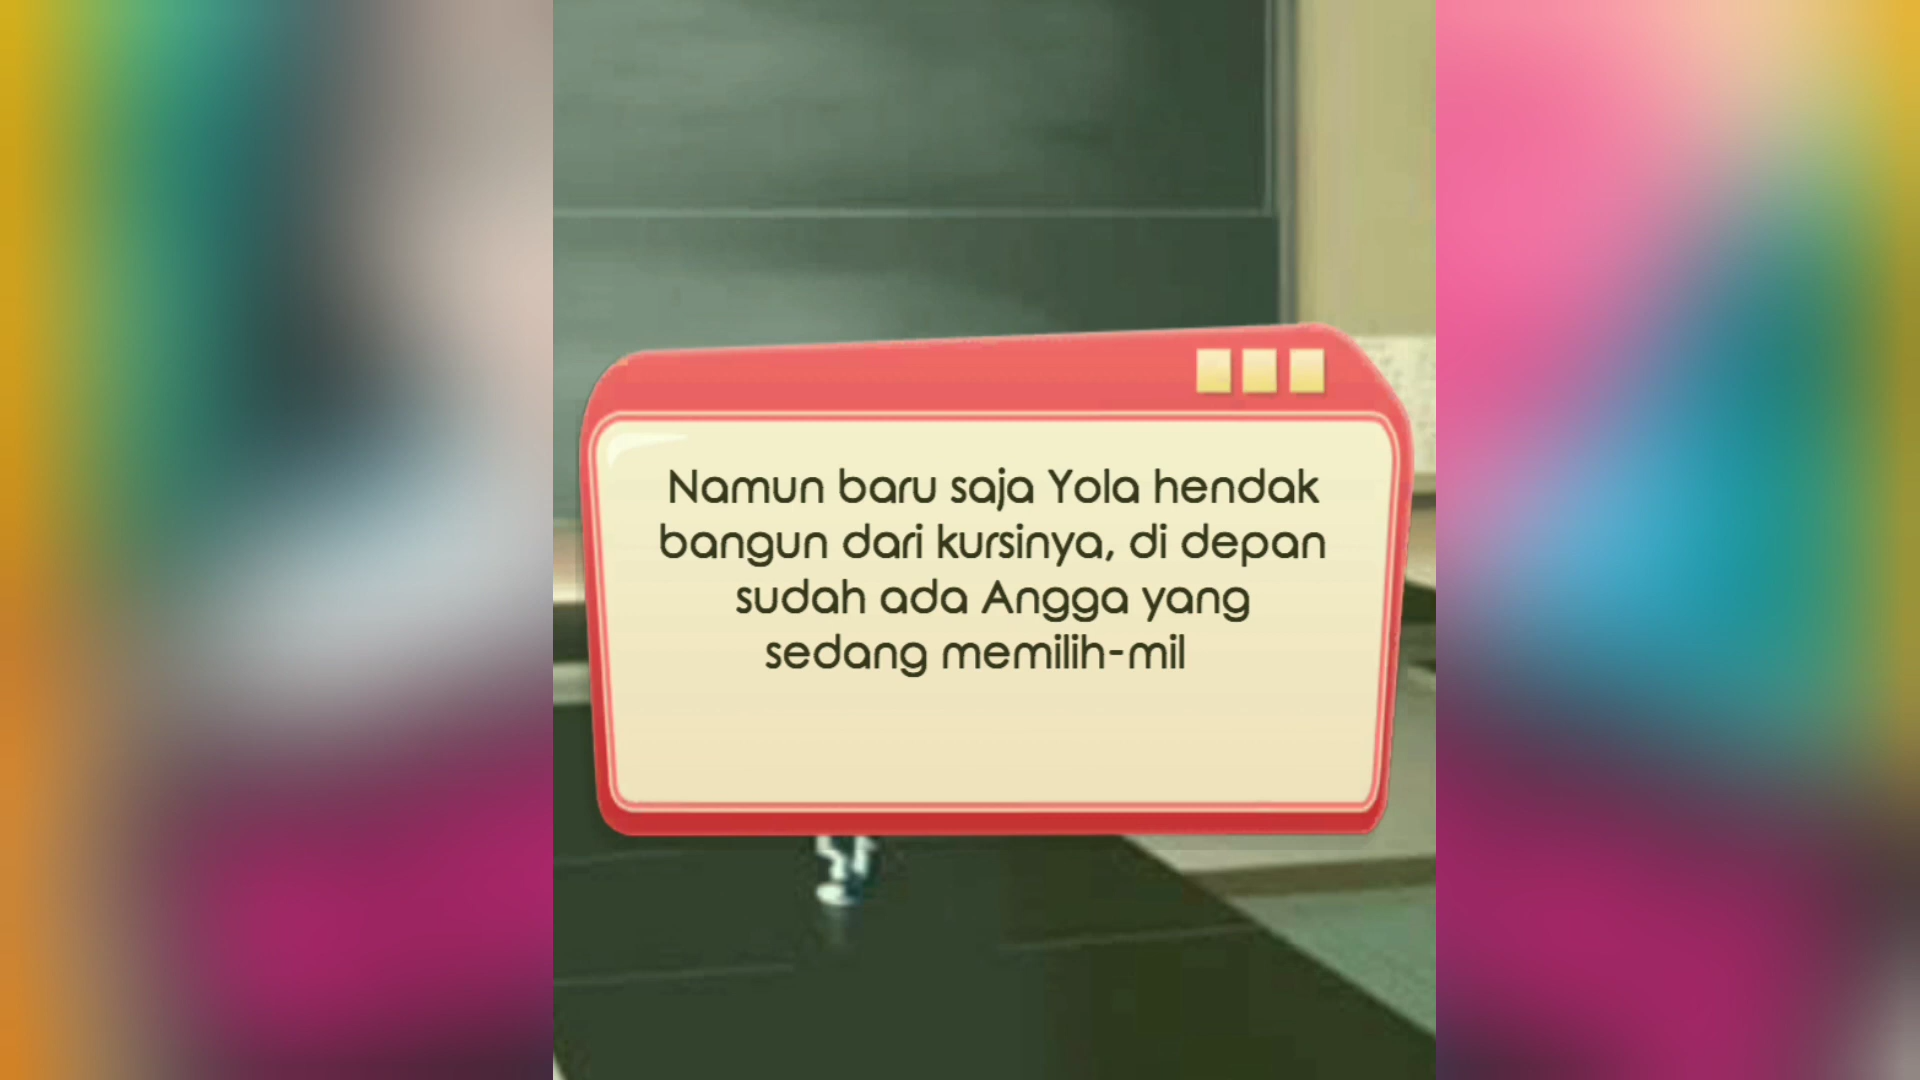 Namun baru saja Yola hendak
bangun dari kursinya, di depan
sudah ada Angga yang
sedang memilih-mil